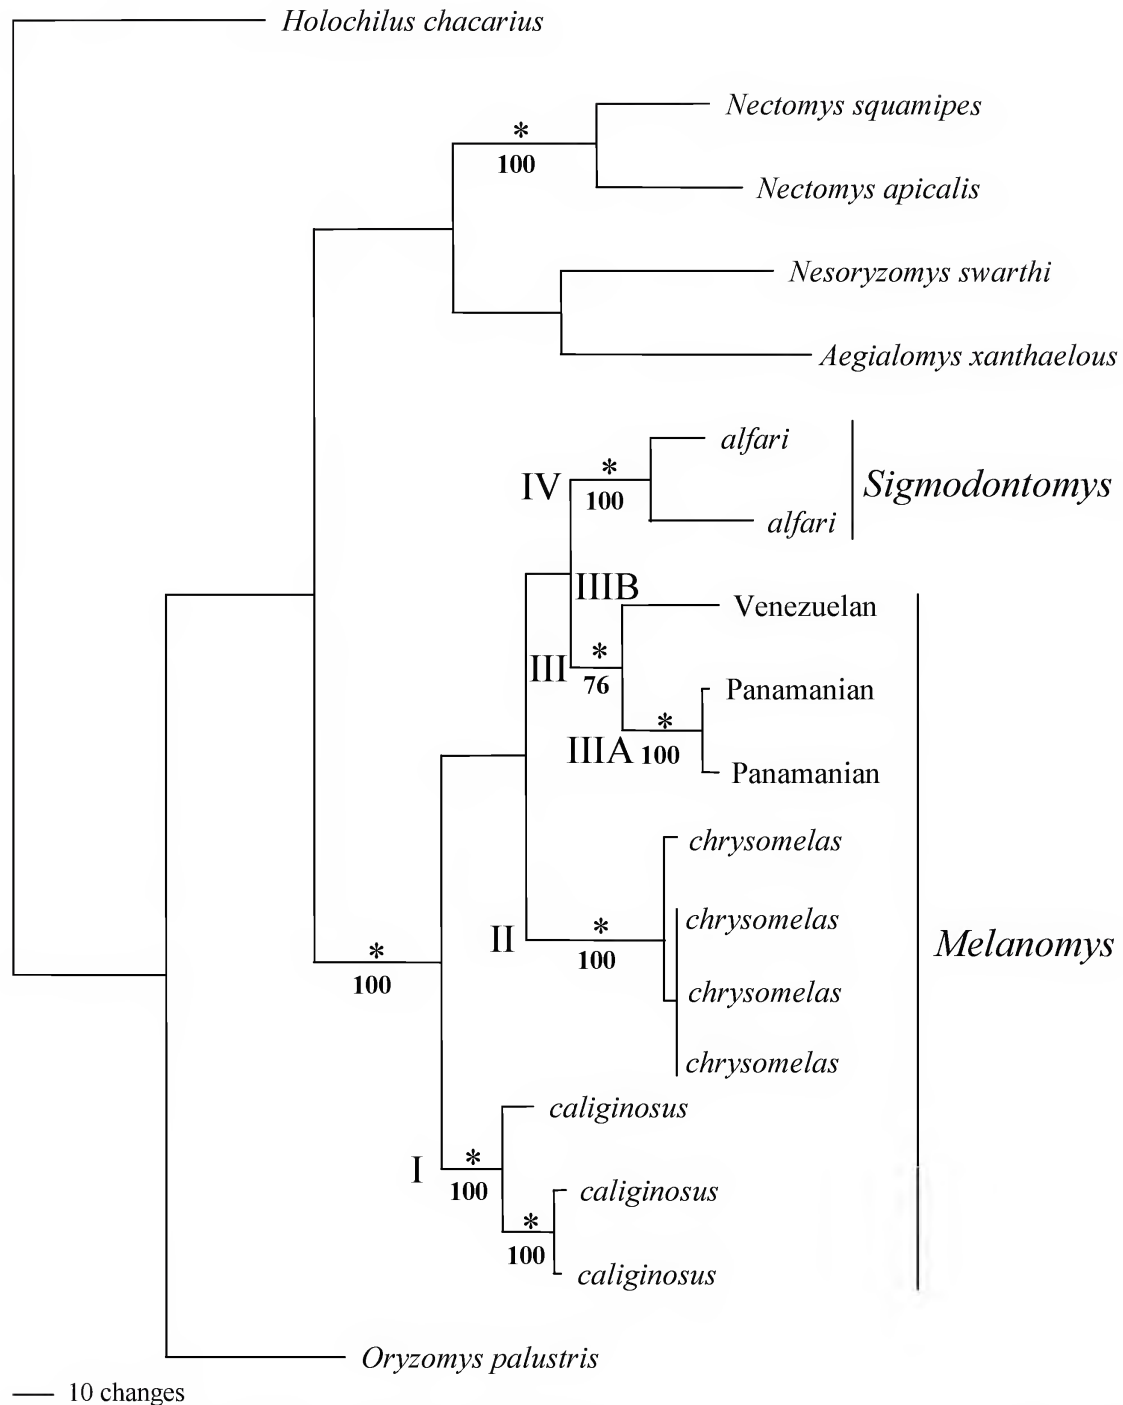 Holochilus chacarius
Nectomys squamipes
*
100
Nectomys apicalis
Nesoryzomys swarthi
Aegialomys xanthaelous
alfari
*
IV
100
Sigmodontomys
alfari
IIIB
Venezuelan
*
III
76
Panamanian
*
IIIA 100
Panamanian
chrysomelas
chrysomelas
*
II
100
Melanomys
chrysomelas
*
100
chrysomelas
caliginosus
*
I
100
caliginosus
*
100
caliginosus
Oryzomys palustris
10 changes